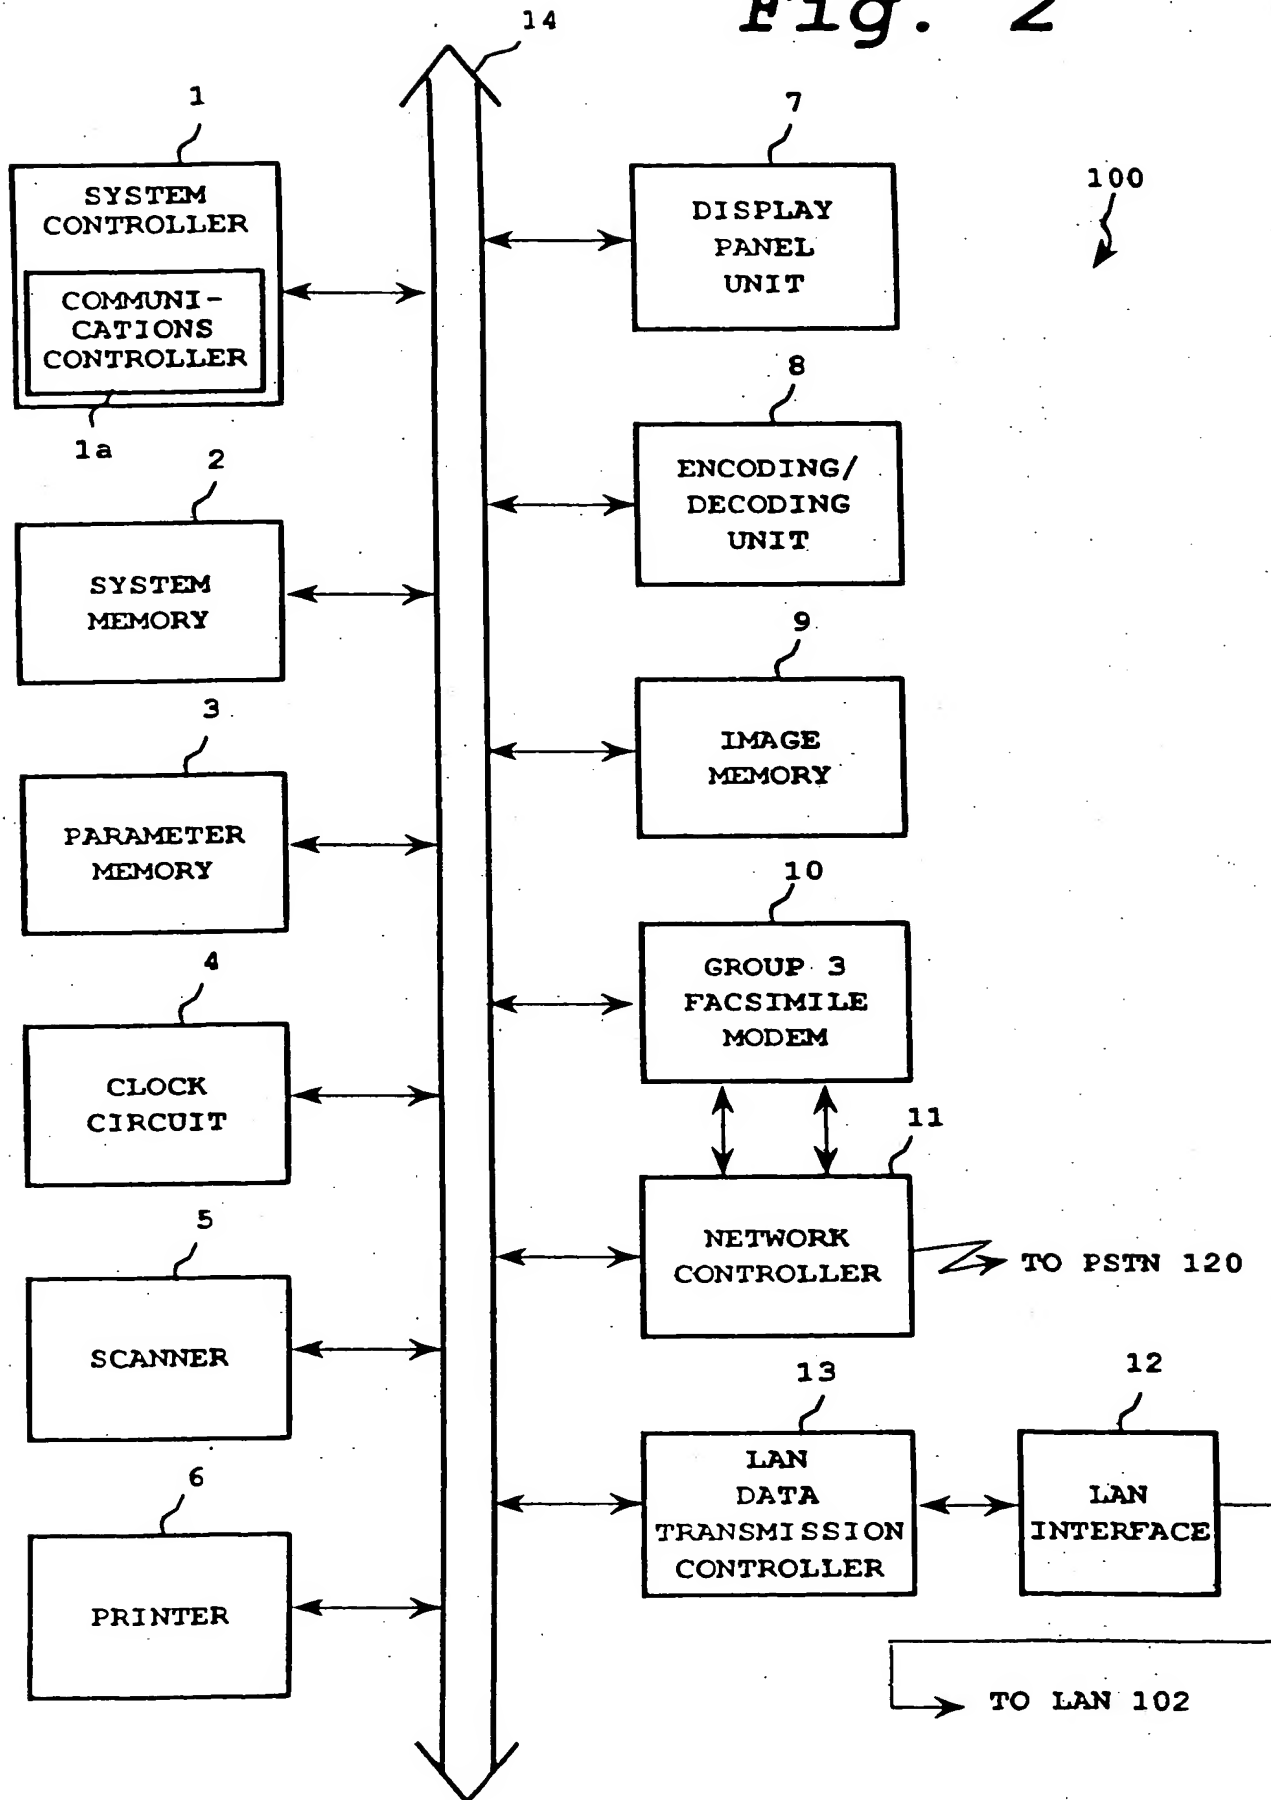 Fig. 2
14
1
SYSTEM
CONTROLLER
COMMUNI-
CATIONS
CONTROLLER
1a
2
SYSTEM
MEMORY
3
PARAMETER
MEMORY
4
CLOCK
CIRCUIT
5
SCANNER
6
PRINTER
7
DISPLAY
PANEL
UNIT
100
8
ENCODING/
DECODING
UNIT
9
IMAGE
MEMORY
10
GROUP 3
FACSIMILE
MODEM
11
NETWORK
CONTROLLER
TO PSTN 120
13
LAN
DATA
TRANSMISSION
CONTROLLER
12
LAN
INTERFACE
TO LAN 102